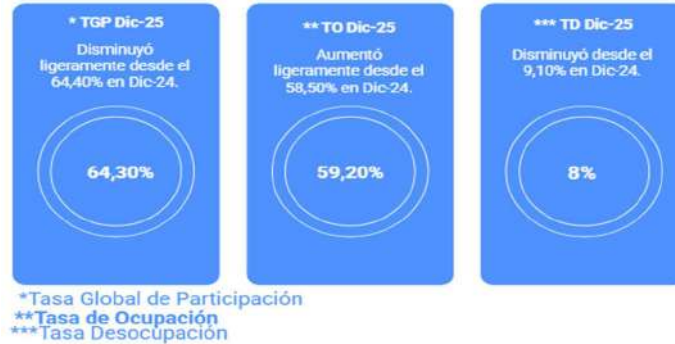 * TGP Dic-25
Disminuyó
ligeramente desde el
64,40% en Dic-24.
64,30%
** TO Dic-25
Aumentó
ligeramente desde el
58,50% en Dic-24.
59,20%
*** TD Dic-25
Disminuyó desde el
9,10% en Dic-24.
8%
*Tasa Global de Participación
**Tasa de Ocupación
***Tasa Desocupación